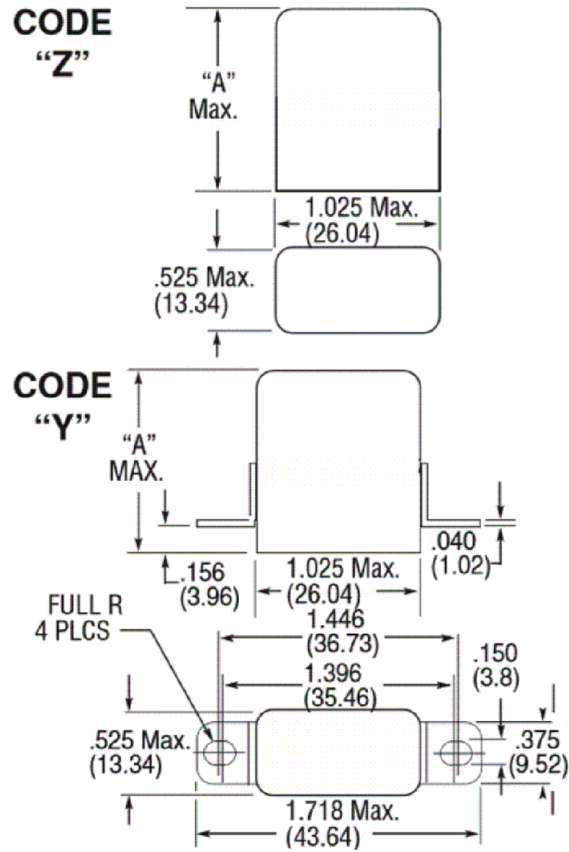 CODE
“Z”
“A”
Max.
1.025 Max.
(26.04)
.525 Max.
(13.34)
CODE
“Y”
“A”
MAX.
.040
(1.02)
.156
(3.96)
1.025 Max.
(26.04)
FULL R
4 PLCS
1.446
(36.73)
.150
(3.8)
1.396
(35.46)
.525 Max.
(13.34)
.375
(9.52)
1.718 Max.
(43.64)